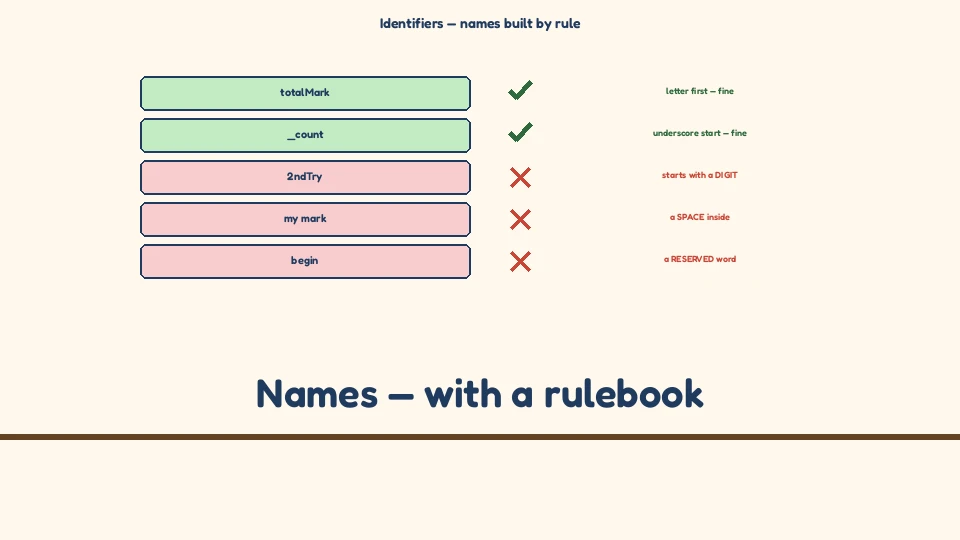 Identifiers — names built by rule
totalMark
letter first — fine
_count
underscore start — fine
2ndTry
starts with a DIGIT
my mark
a SPACE inside
begin
a RESERVED word
Names — with a rulebook